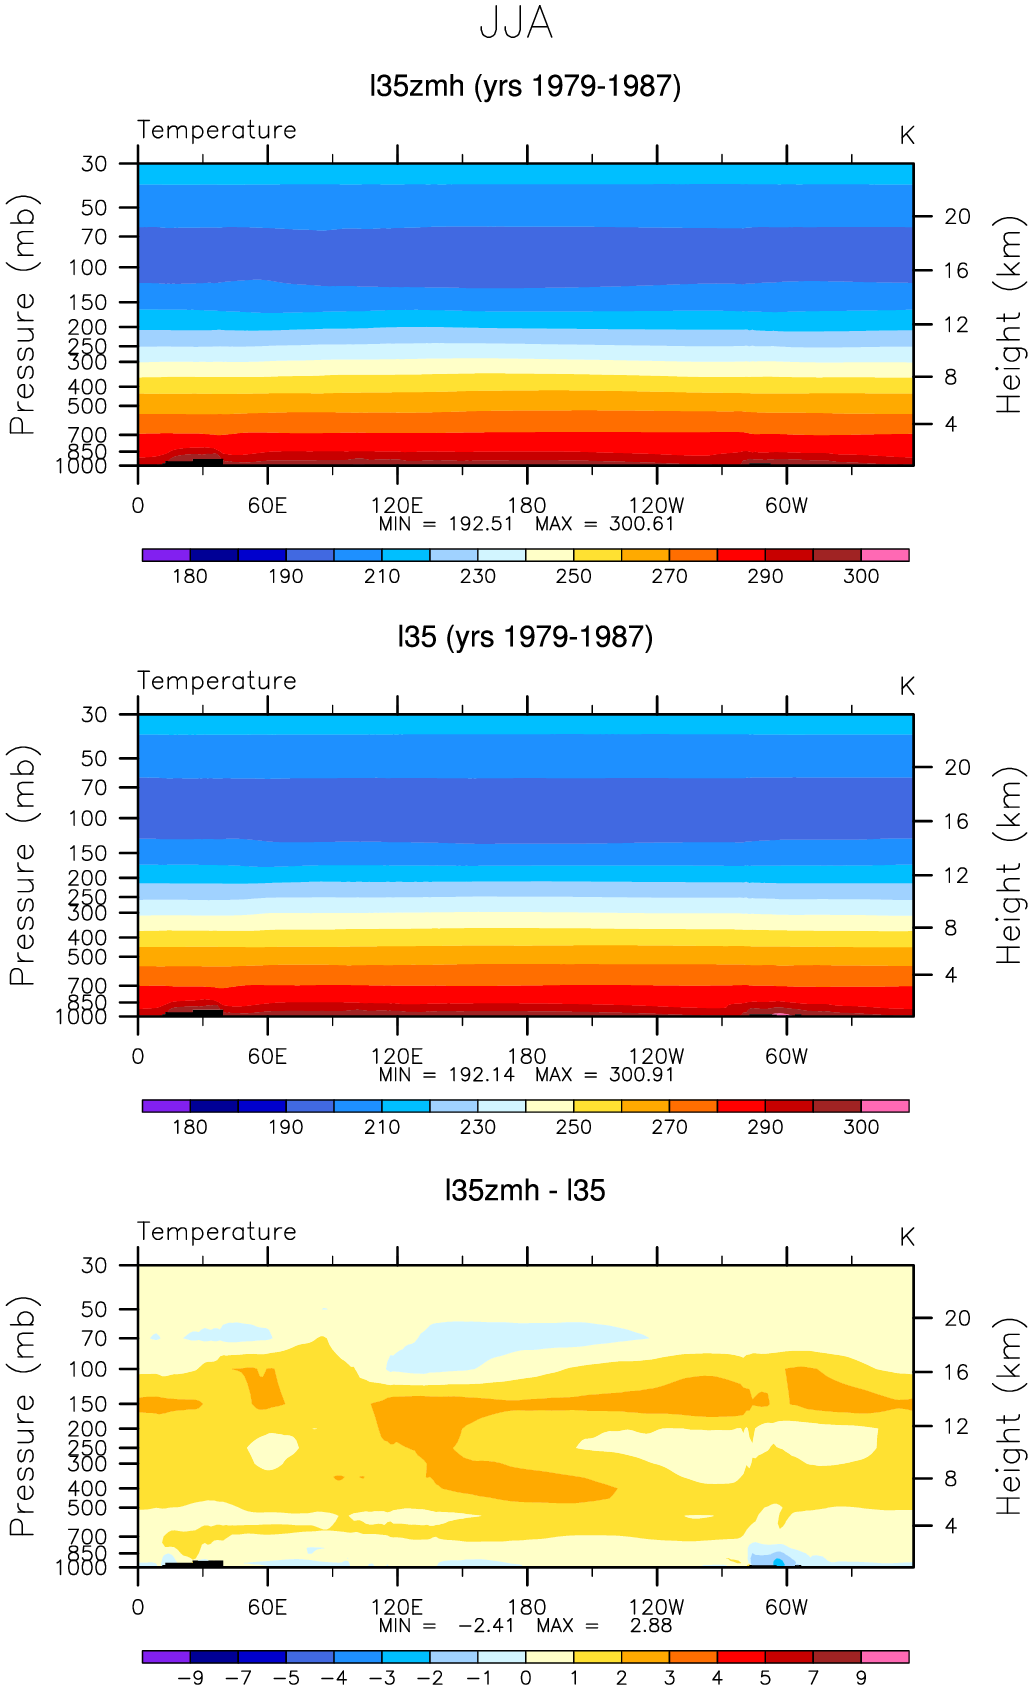 JJA
l35zmh (yrs 1979-1987)
Temperature K
30
50
70
100
150
200
250
300
400
500
700
850
1000
Pressure (mb)
20
16
12
8
4
Height (km)
0 60E 120E 180 120W 60W
MIN = 192.51 MAX = 300.61
180 190 210 230 250 270 290 300
l35 (yrs 1979-1987)
Temperature K
30
50
70
100
150
200
250
300
400
500
700
850
1000
Pressure (mb)
20
16
12
8
4
Height (km)
0 60E 120E 180 120W 60W
MIN = 192.14 MAX = 300.91
180 190 210 230 250 270 290 300
l35zmh - l35
Temperature K
30
50
70
100
150
200
250
300
400
500
700
850
1000
Pressure (mb)
20
16
12
8
4
Height (km)
0 60E 120E 180 120W 60W
MIN = -2.41 MAX = 2.88
-9 -7 -5 -4 -3 -2 -1 0 1 2 3 4 5 7 9